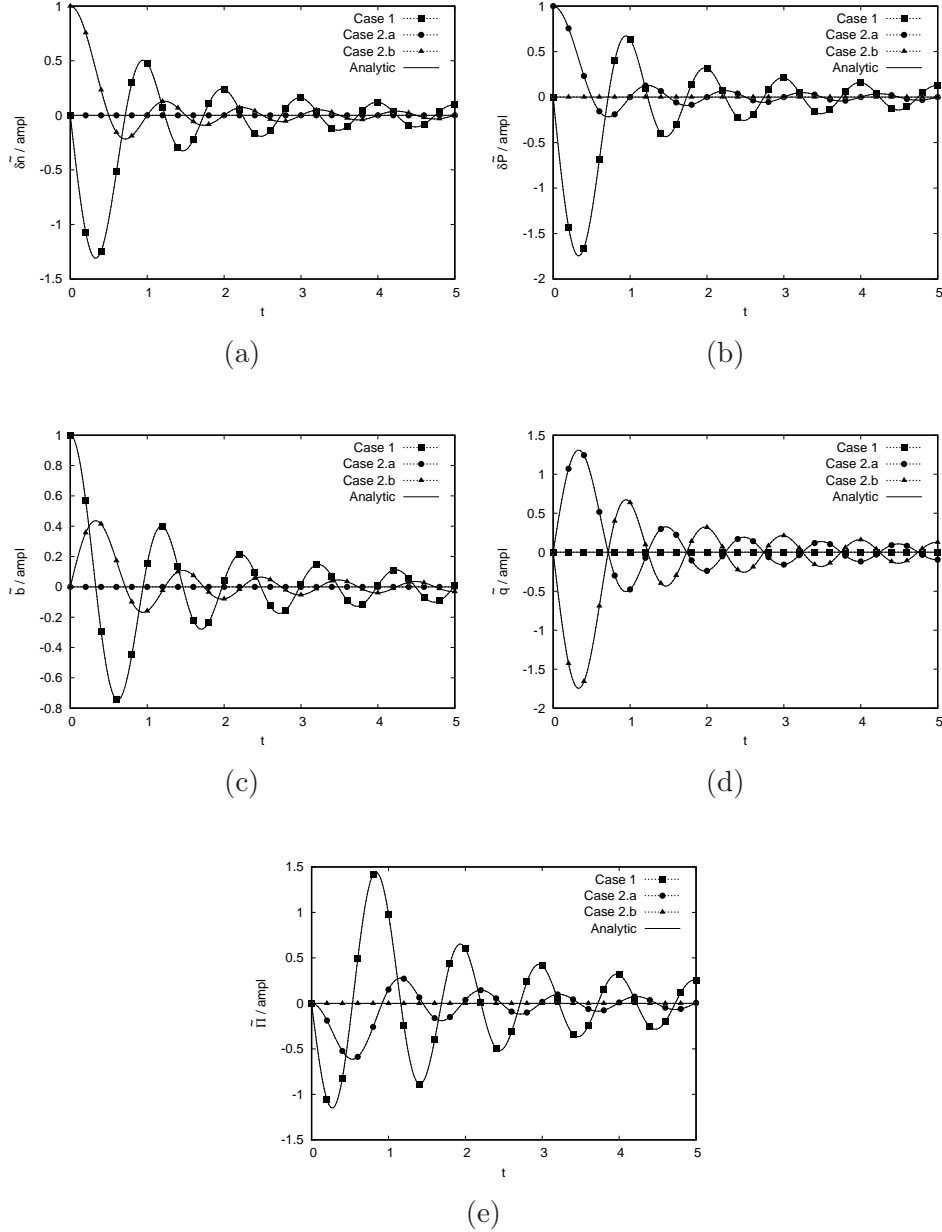 1
0.5
0
-0.5
-1
-1.5
0 1 2 3 4 5
δñ / ampl
t
Case 1
Case 2.a
Case 2.b
Analytic
(a)
1
0.5
0
-0.5
-1
-1.5
-2
0 1 2 3 4 5
δP̃ / ampl
t
Case 1
Case 2.a
Case 2.b
Analytic
(b)
1
0.8
0.6
0.4
0.2
0
-0.2
-0.4
-0.6
-0.8
0 1 2 3 4 5
b̃ / ampl
t
Case 1
Case 2.a
Case 2.b
Analytic
(c)
1.5
1
0.5
0
-0.5
-1
-1.5
-2
0 1 2 3 4 5
q̃ / ampl
t
Case 1
Case 2.a
Case 2.b
Analytic
(d)
1.5
1
0.5
0
-0.5
-1
-1.5
0 1 2 3 4 5
Π̃ / ampl
t
Case 1
Case 2.a
Case 2.b
Analytic
(e)